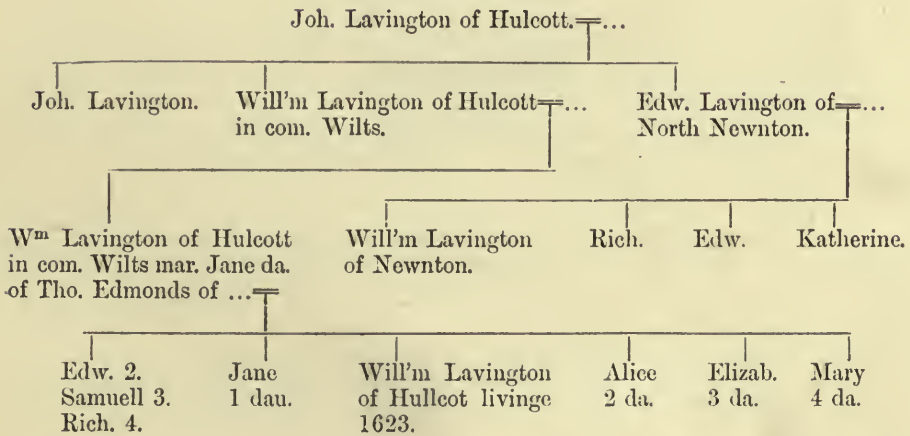 Joh. Lavington of Hulcott.=...
Joh. Lavington.
Will'm Lavington of Hulcott=...
in com. Wilts.
Edw. Lavington of=...
North Newnton.
Wm Lavington of Hulcott
in com. Wilts mar. Jane da.
of Tho. Edmonds of ...=
Will'm Lavington
of Newnton.
Rich.
Edw.
Katherine.
Edw. 2.
Samuell 3.
Rich. 4.
Jane
1 dau.
Will'm Lavington
of Hullcot livinge
1623.
Alice
2 da.
Elizab.
3 da.
Mary
4 da.